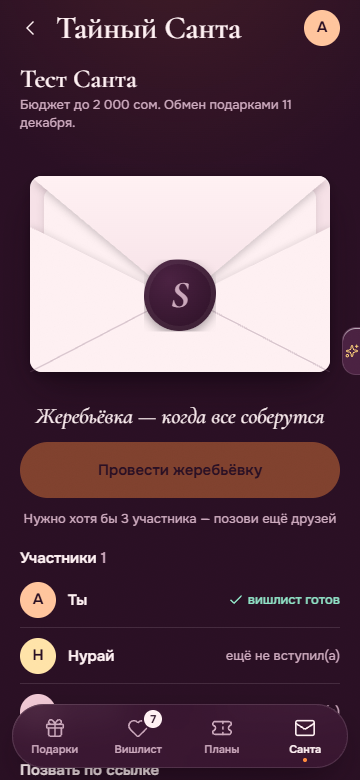 Тайный Санта
А
Тест Санта
Бюджет до 2 000 сом. Обмен подарками 11
декабря.
S
Жеребьёвка — когда все соберутся
Провести жеребьёвку
Нужно хотя бы 3 участника — позови ещё друзей
Участники 1
А Ты вишлист готов
Н Нурай ещё не вступил(а)
7
Подарки Вишлист Планы Санта
Позвать по ссылке